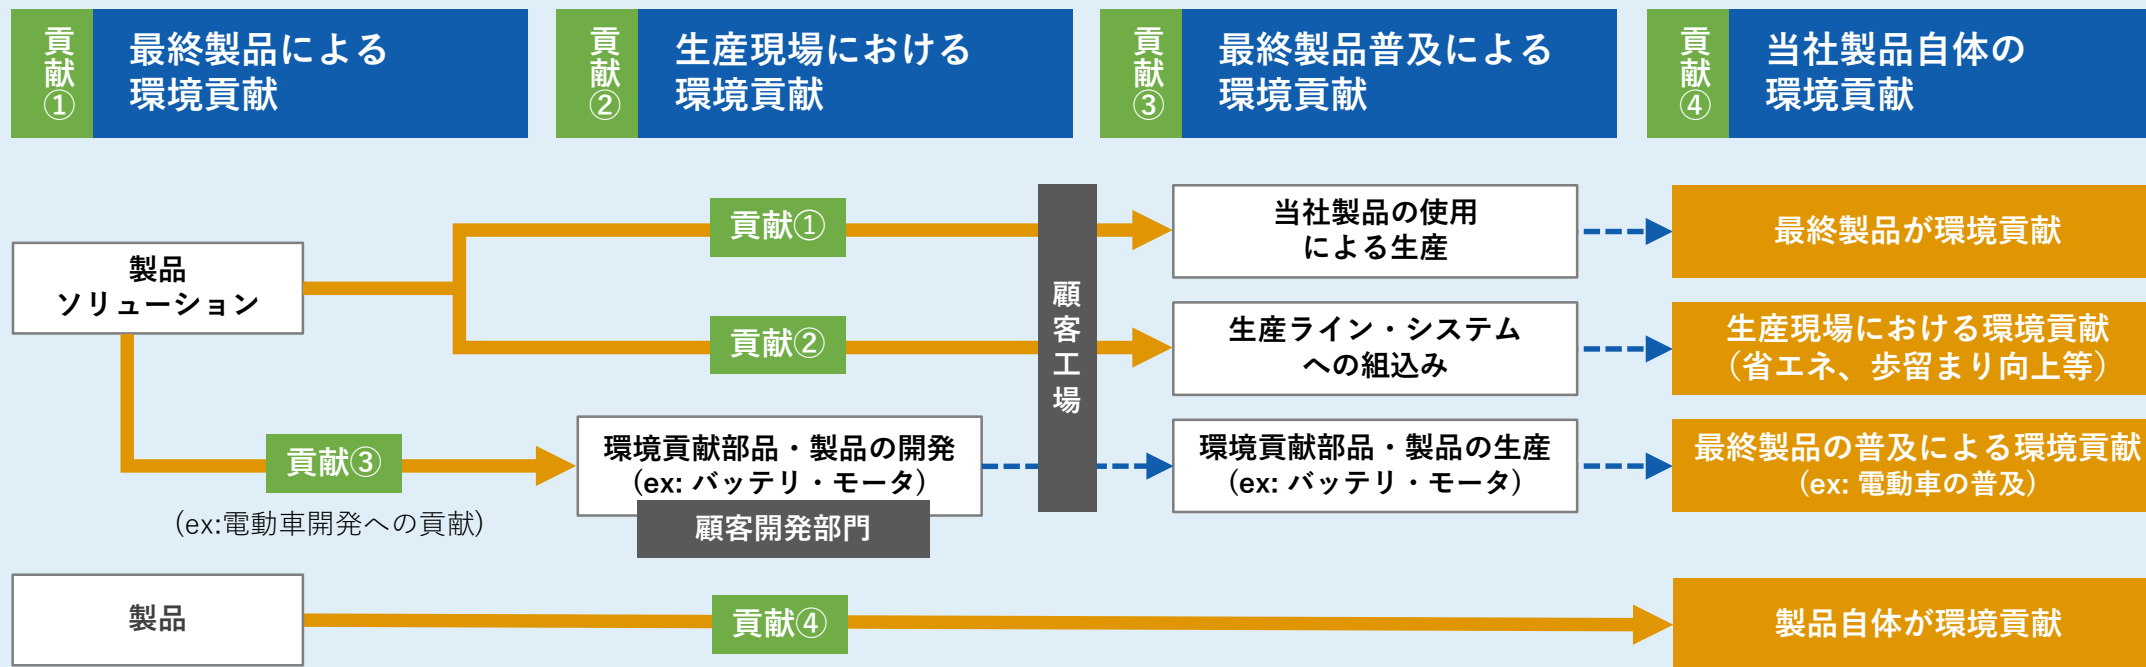 貢献①
最終製品による
環境貢献
貢献②
生産現場における
環境貢献
貢献③
最終製品普及による
環境貢献
貢献④
当社製品自体の
環境貢献
製品
ソリューション
貢献①
顧客工場
当社製品の使用
による生産
最終製品が環境貢献
貢献②
生産ライン・システム
への組込み
生産現場における環境貢献
（省エネ、歩留まり向上等）
貢献③
(ex:電動車開発への貢献)
環境貢献部品・製品の開発
(ex: バッテリ・モータ)
顧客開発部門
環境貢献部品・製品の生産
(ex: バッテリ・モータ)
最終製品の普及による環境貢献
(ex: 電動車の普及)
製品
貢献④
製品自体が環境貢献